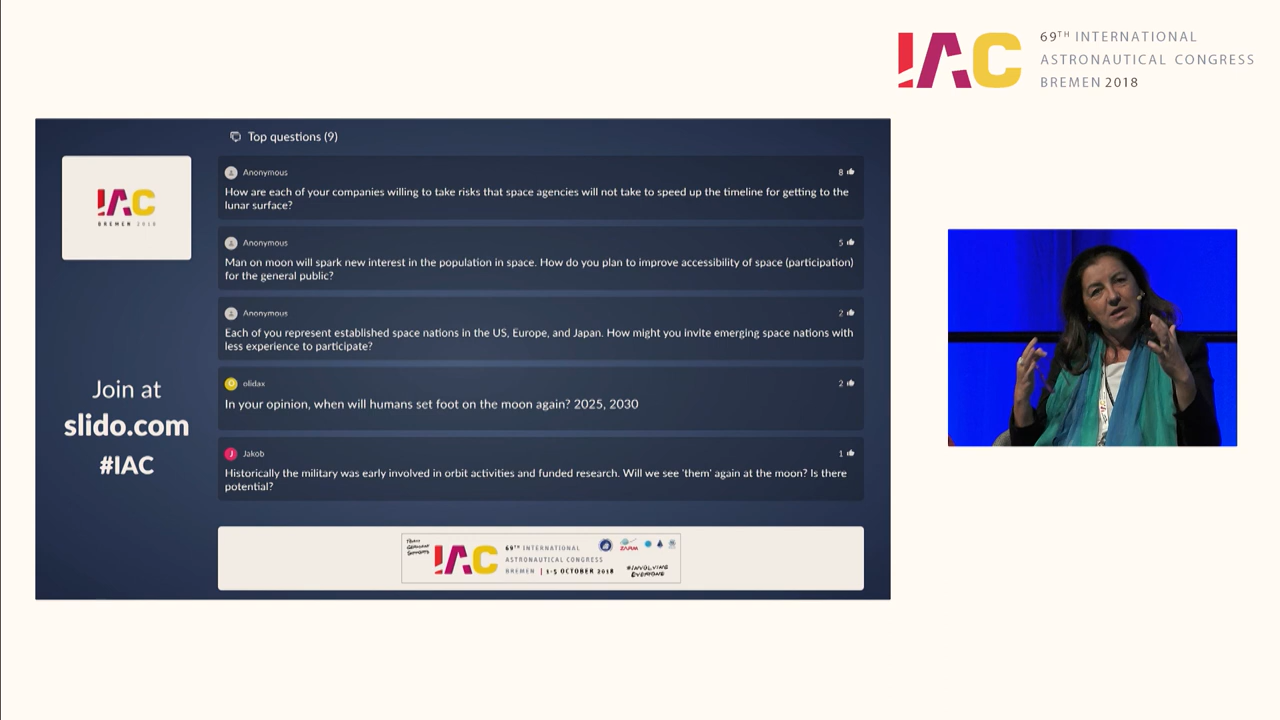 IAC
69TH INTERNATIONAL
ASTRONAUTICAL CONGRESS
BREMEN 2018
Top questions (9)
IAC
BREMEN 2018
Anonymous
8
How are each of your companies willing to take risks that space agencies will not take to speed up the timeline for getting to the
lunar surface?
Anonymous
5
Man on moon will spark new interest in the population in space. How do you plan to improve accessibility of space (participation)
for the general public?
Anonymous
2
Each of you represent established space nations in the US, Europe, and Japan. How might you invite emerging space nations with
less experience to participate?
O
olidax
2
In your opinion, when will humans set foot on the moon again? 2025, 2030
J
Jakob
1
Historically the military was early involved in orbit activities and funded research. Will we see 'them' again at the moon? Is there
potential?
Join at
slido.com
#IAC
IAC
69TH INTERNATIONAL
ASTRONAUTICAL CONGRESS
BREMEN | 1-5 OCTOBER 2018
ZARM
#INVOLVING
EVERYONE